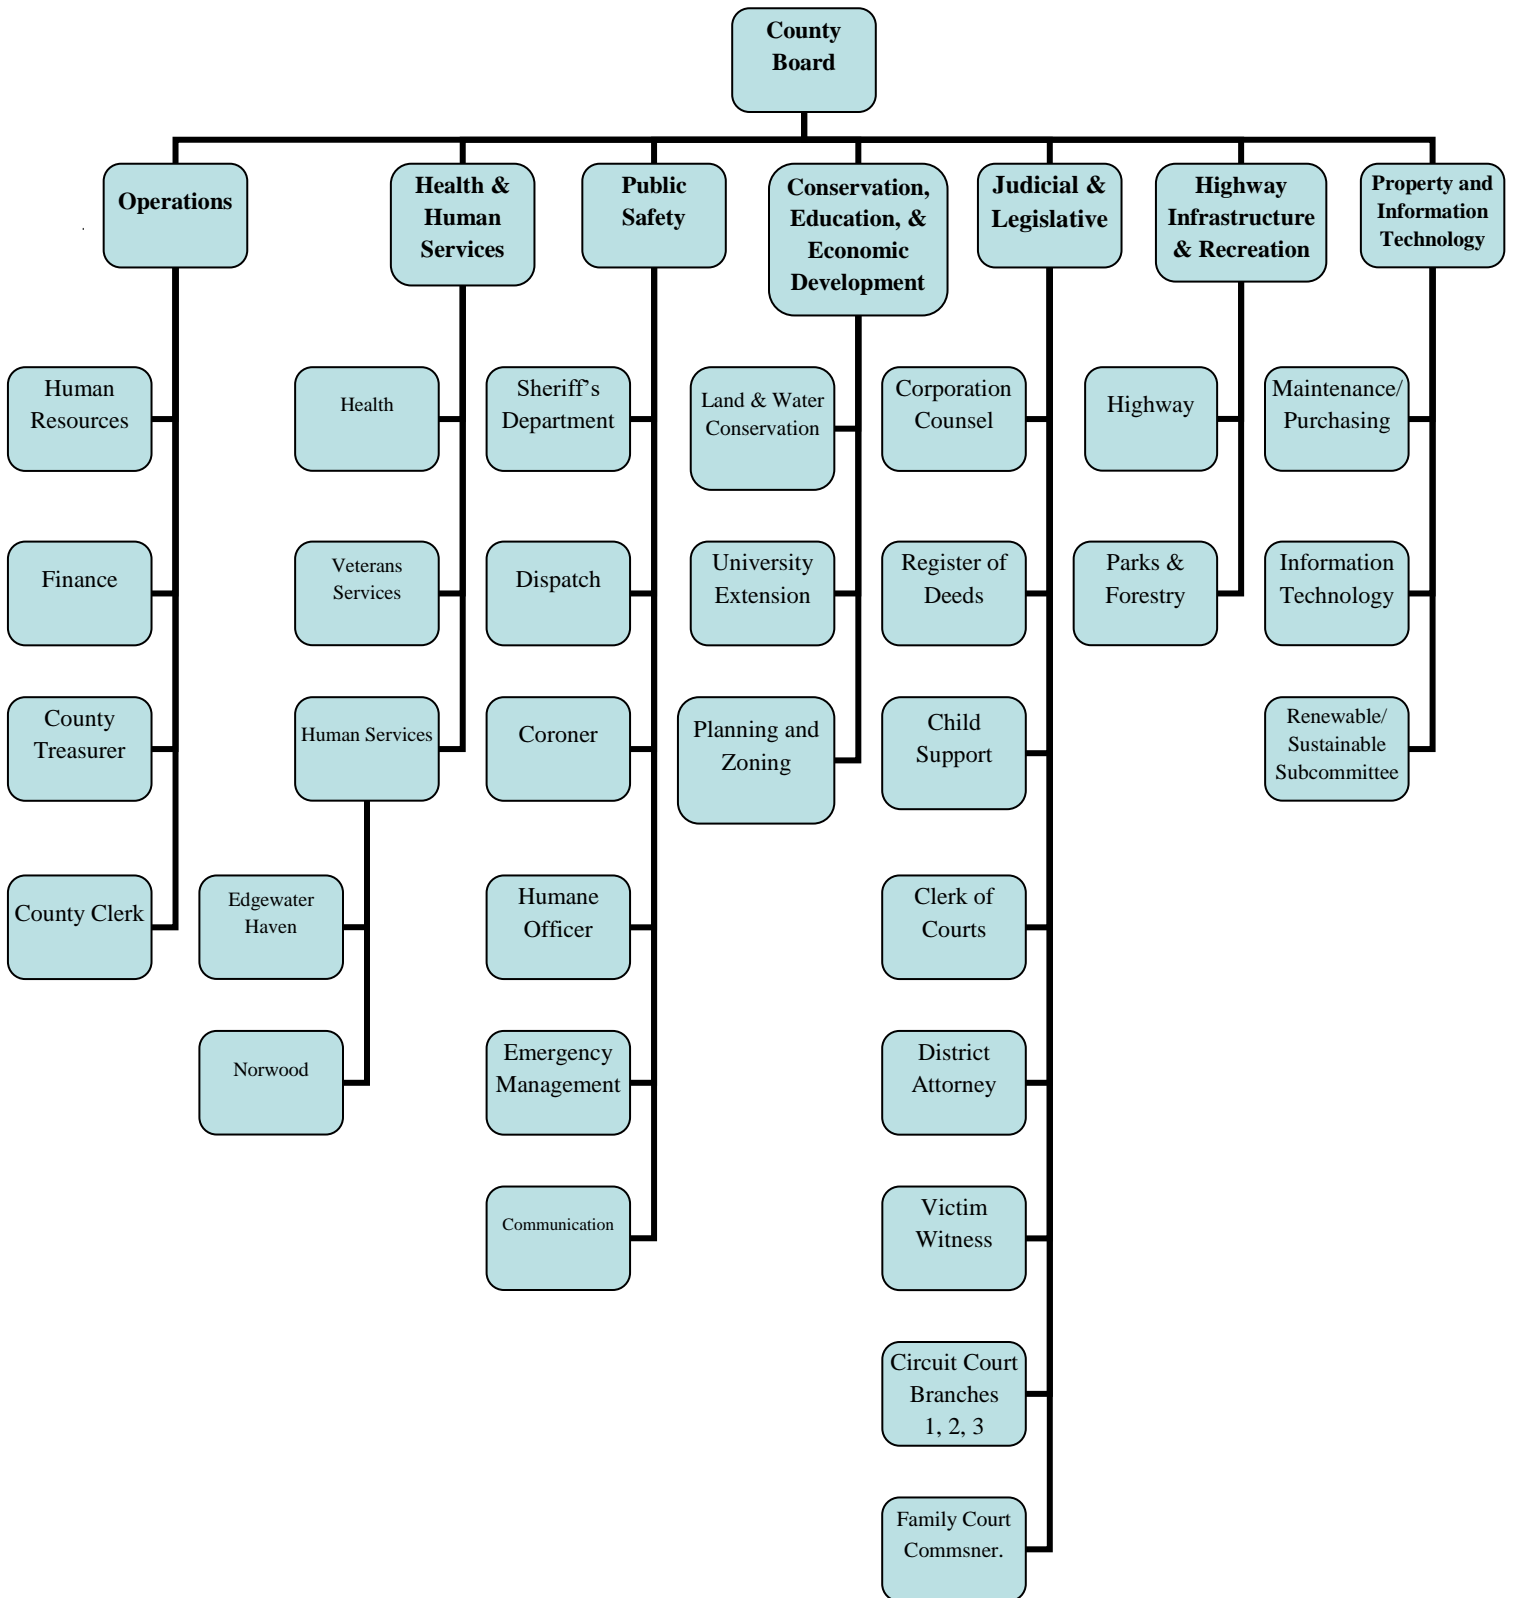 County
Board
Operations
Health &
Human
Services
Public
Safety
Conservation,
Education, &
Economic
Development
Judicial &
Legislative
Highway
Infrastructure
& Recreation
Property and
Information
Technology
Human
Resources
Health
Sheriff’s
Department
Land & Water
Conservation
Corporation
Counsel
Highway
Maintenance/
Purchasing
Finance
Veterans
Services
Dispatch
University
Extension
Register of
Deeds
Parks &
Forestry
Information
Technology
County
Treasurer
Human Services
Coroner
Planning and
Zoning
Child
Support
Renewable/
Sustainable
Subcommittee
County Clerk
Edgewater
Haven
Humane
Officer
Clerk of
Courts
Norwood
Emergency
Management
District
Attorney
Communication
Victim
Witness
Circuit Court
Branches
1, 2, 3
Family Court
Commsner.